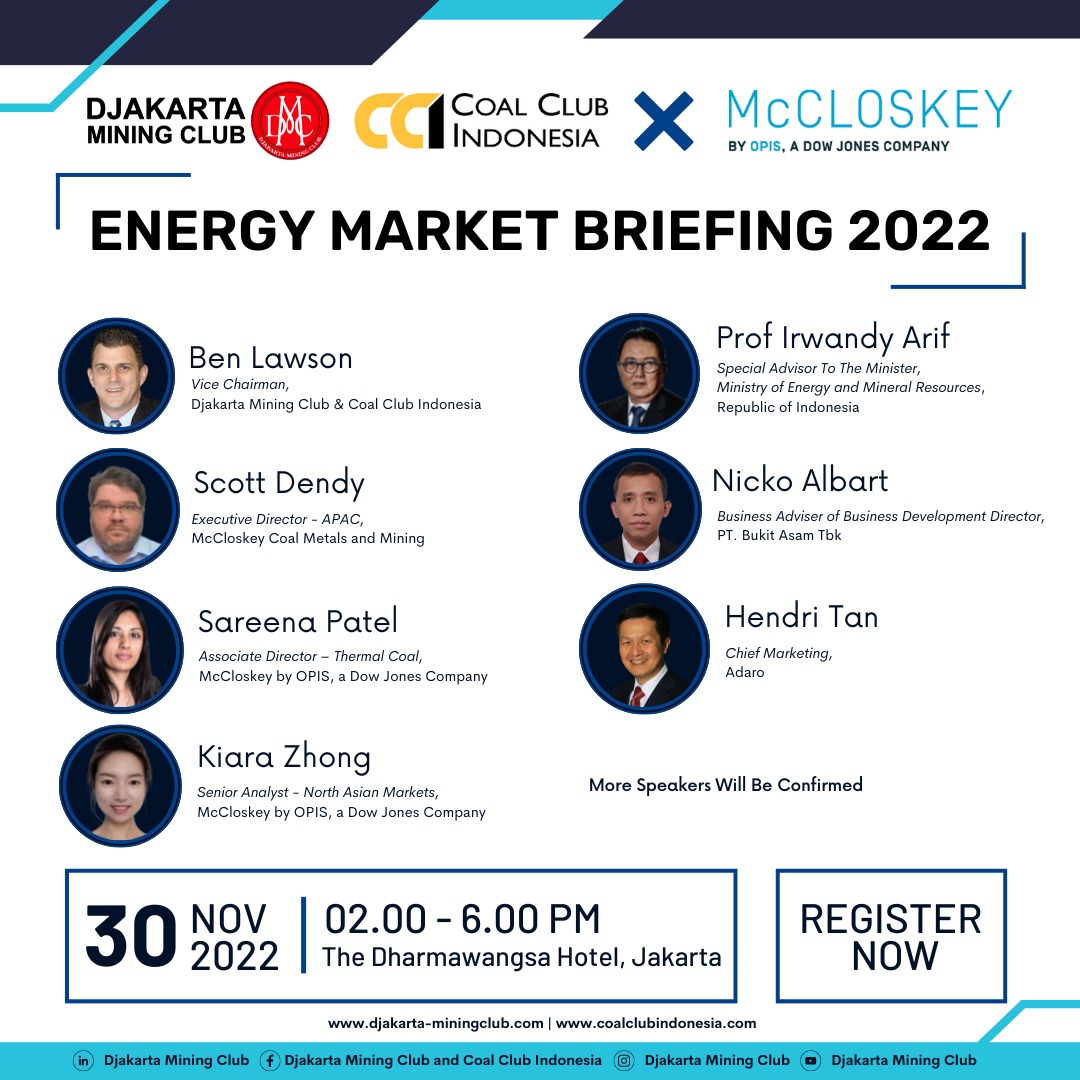 DJAKARTA
MINING CLUB
DMC
DJAKARTA MINING CLUB
CCI
COAL CLUB
INDONESIA
McCLOSKEY
BY OPIS, A DOW JONES COMPANY
ENERGY MARKET BRIEFING 2022
Ben Lawson
Vice Chairman,
Djakarta Mining Club & Coal Club Indonesia
Scott Dendy
Executive Director - APAC,
McCloskey Coal Metals and Mining
Sareena Patel
Associate Director – Thermal Coal,
McCloskey by OPIS, a Dow Jones Company
Kiara Zhong
Senior Analyst - North Asian Markets,
McCloskey by OPIS, a Dow Jones Company
Prof Irwandy Arif
Special Advisor To The Minister,
Ministry of Energy and Mineral Resources,
Republic of Indonesia
Nicko Albart
Business Adviser of Business Development Director,
PT. Bukit Asam Tbk
Hendri Tan
Chief Marketing,
Adaro
More Speakers Will Be Confirmed
30 NOV
2022
02.00 - 6.00 PM
The Dharmawangsa Hotel, Jakarta
REGISTER
NOW
www.djakarta-miningclub.com | www.coalclubindonesia.com
in Djakarta Mining Club f Djakarta Mining Club and Coal Club Indonesia Djakarta Mining Club Djakarta Mining Club